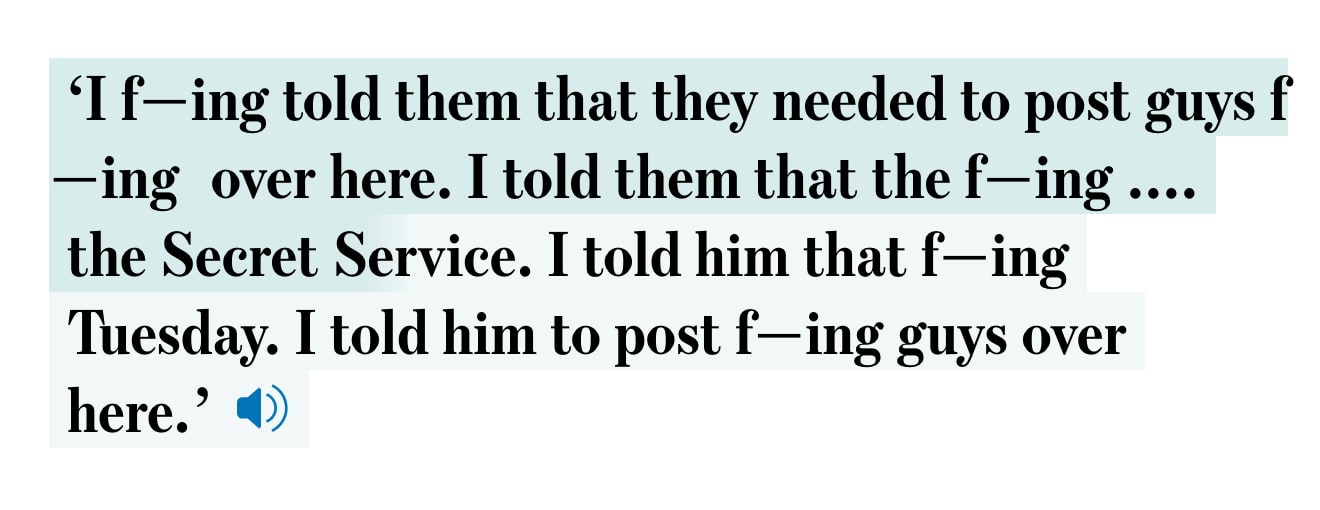 ‘I f—ing told them that they needed to post guys f
—ing over here. I told them that the f—ing ….
the Secret Service. I told him that f—ing
Tuesday. I told him to post f—ing guys over
here.’